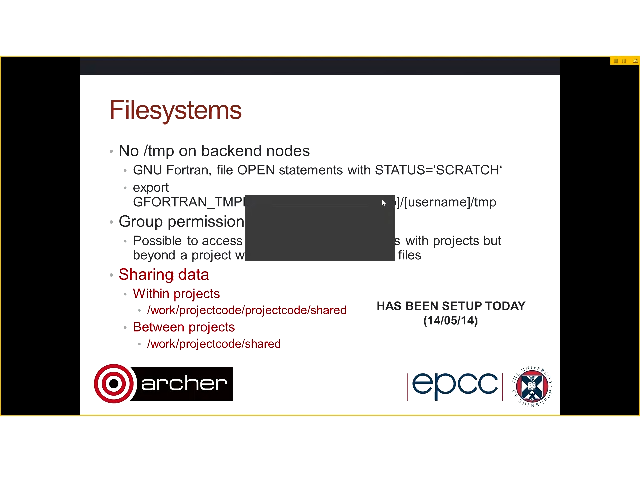 Filesystems
• No /tmp on backend nodes
• GNU Fortran, file OPEN statements with STATUS='SCRATCH'
• export
GFORTRAN_TMP ]/[username]/tmp
• Group permission
• Possible to access s with projects but
beyond a project w files
• Sharing data
• Within projects
• /work/projectcode/projectcode/shared
• Between projects
• /work/projectcode/shared
HAS BEEN SETUP TODAY
(14/05/14)
archer
|epcc|